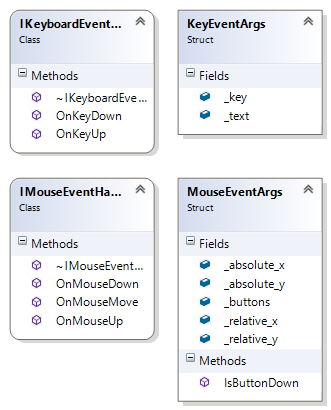 IKeyboardEvent...
Class
Methods
~IKeyboardEve...
OnKeyDown
OnKeyUp
KeyEventArgs
Struct
Fields
_key
_text
IMouseEventHa...
Class
Methods
~IMouseEvent...
OnMouseDown
OnMouseMove
OnMouseUp
MouseEventArgs
Struct
Fields
_absolute_x
_absolute_y
_buttons
_relative_x
_relative_y
Methods
IsButtonDown